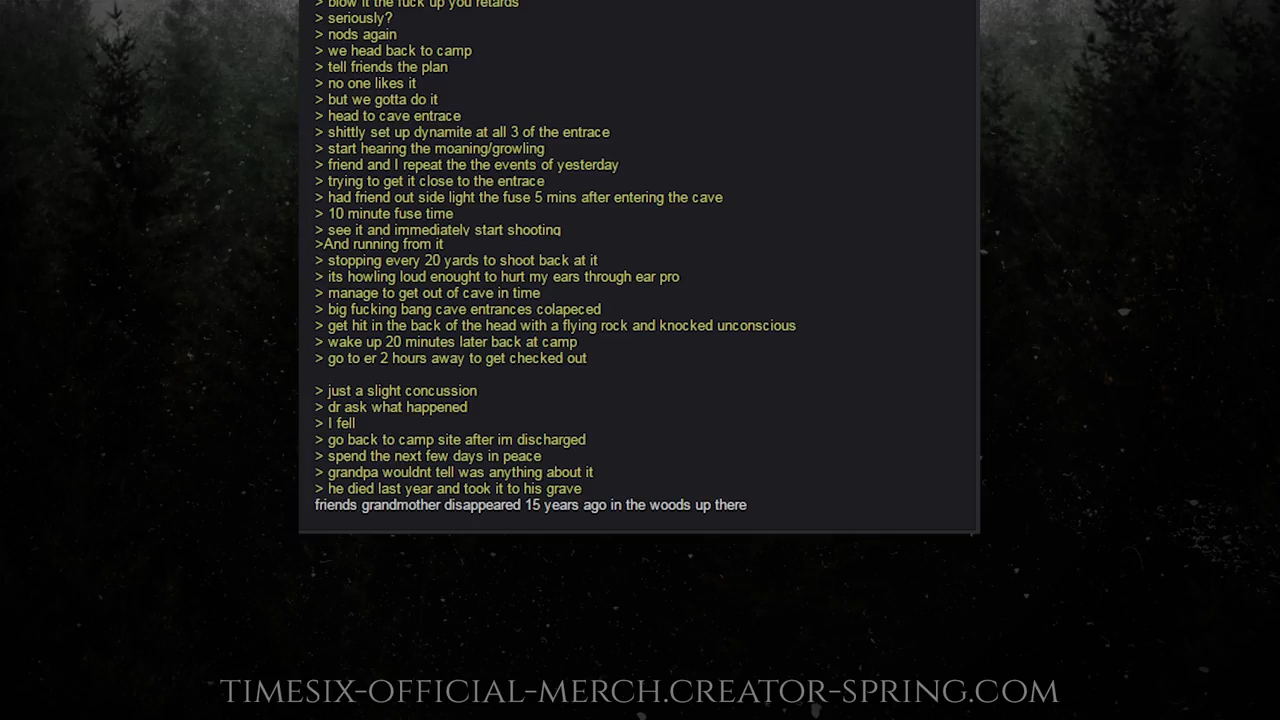 > blow it the fuck up you retards
> seriously?
> nods again
> we head back to camp
> tell friends the plan
> no one likes it
> but we gotta do it
> head to cave entrace
> shittly set up dynamite at all 3 of the entrace
> start hearing the moaning/growling
> friend and I repeat the the events of yesterday
> trying to get it close to the entrace
> had friend out side light the fuse 5 mins after entering the cave
> 10 minute fuse time
> see it and immediately start shooting
>And running from it
> stopping every 20 yards to shoot back at it
> its howling loud enought to hurt my ears through ear pro
> manage to get out of cave in time
> big fucking bang cave entrances colapeced
> get hit in the back of the head with a flying rock and knocked unconscious
> wake up 20 minutes later back at camp
> go to er 2 hours away to get checked out
> just a slight concussion
> dr ask what happened
> I fell
> go back to camp site after im discharged
> spend the next few days in peace
> grandpa wouldnt tell was anything about it
> he died last year and took it to his grave
friends grandmother disappeared 15 years ago in the woods up there
TIMESIX-OFFICIAL-MERCH.CREATOR-SPRING.COM